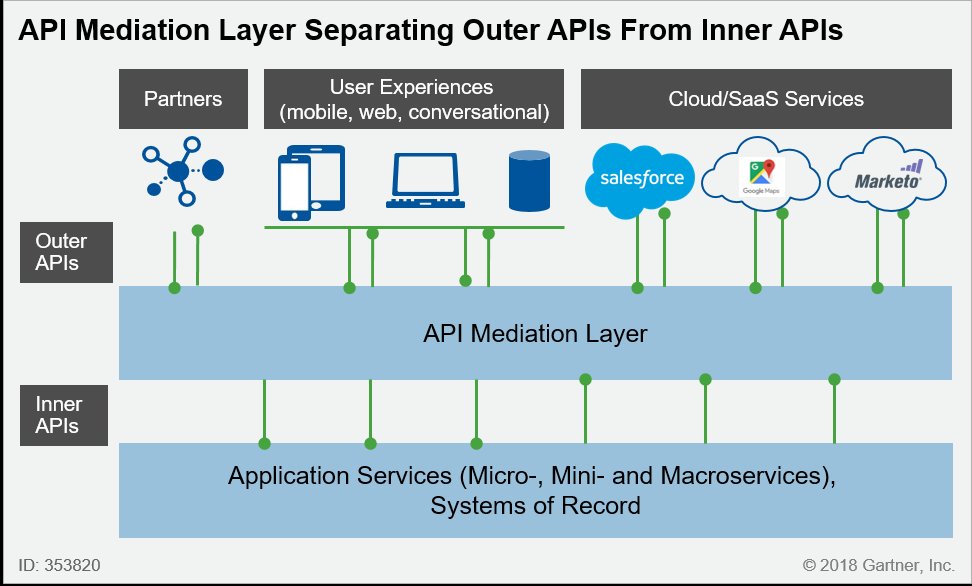 API Mediation Layer Separating Outer APIs From Inner APIs
Partners
User Experiences
(mobile, web, conversational)
Cloud/SaaS Services
salesforce
G
Google Maps
Marketo
Outer
APIs
API Mediation Layer
Inner
APIs
Application Services (Micro-, Mini- and Macroservices),
Systems of Record
ID: 353820
© 2018 Gartner, Inc.